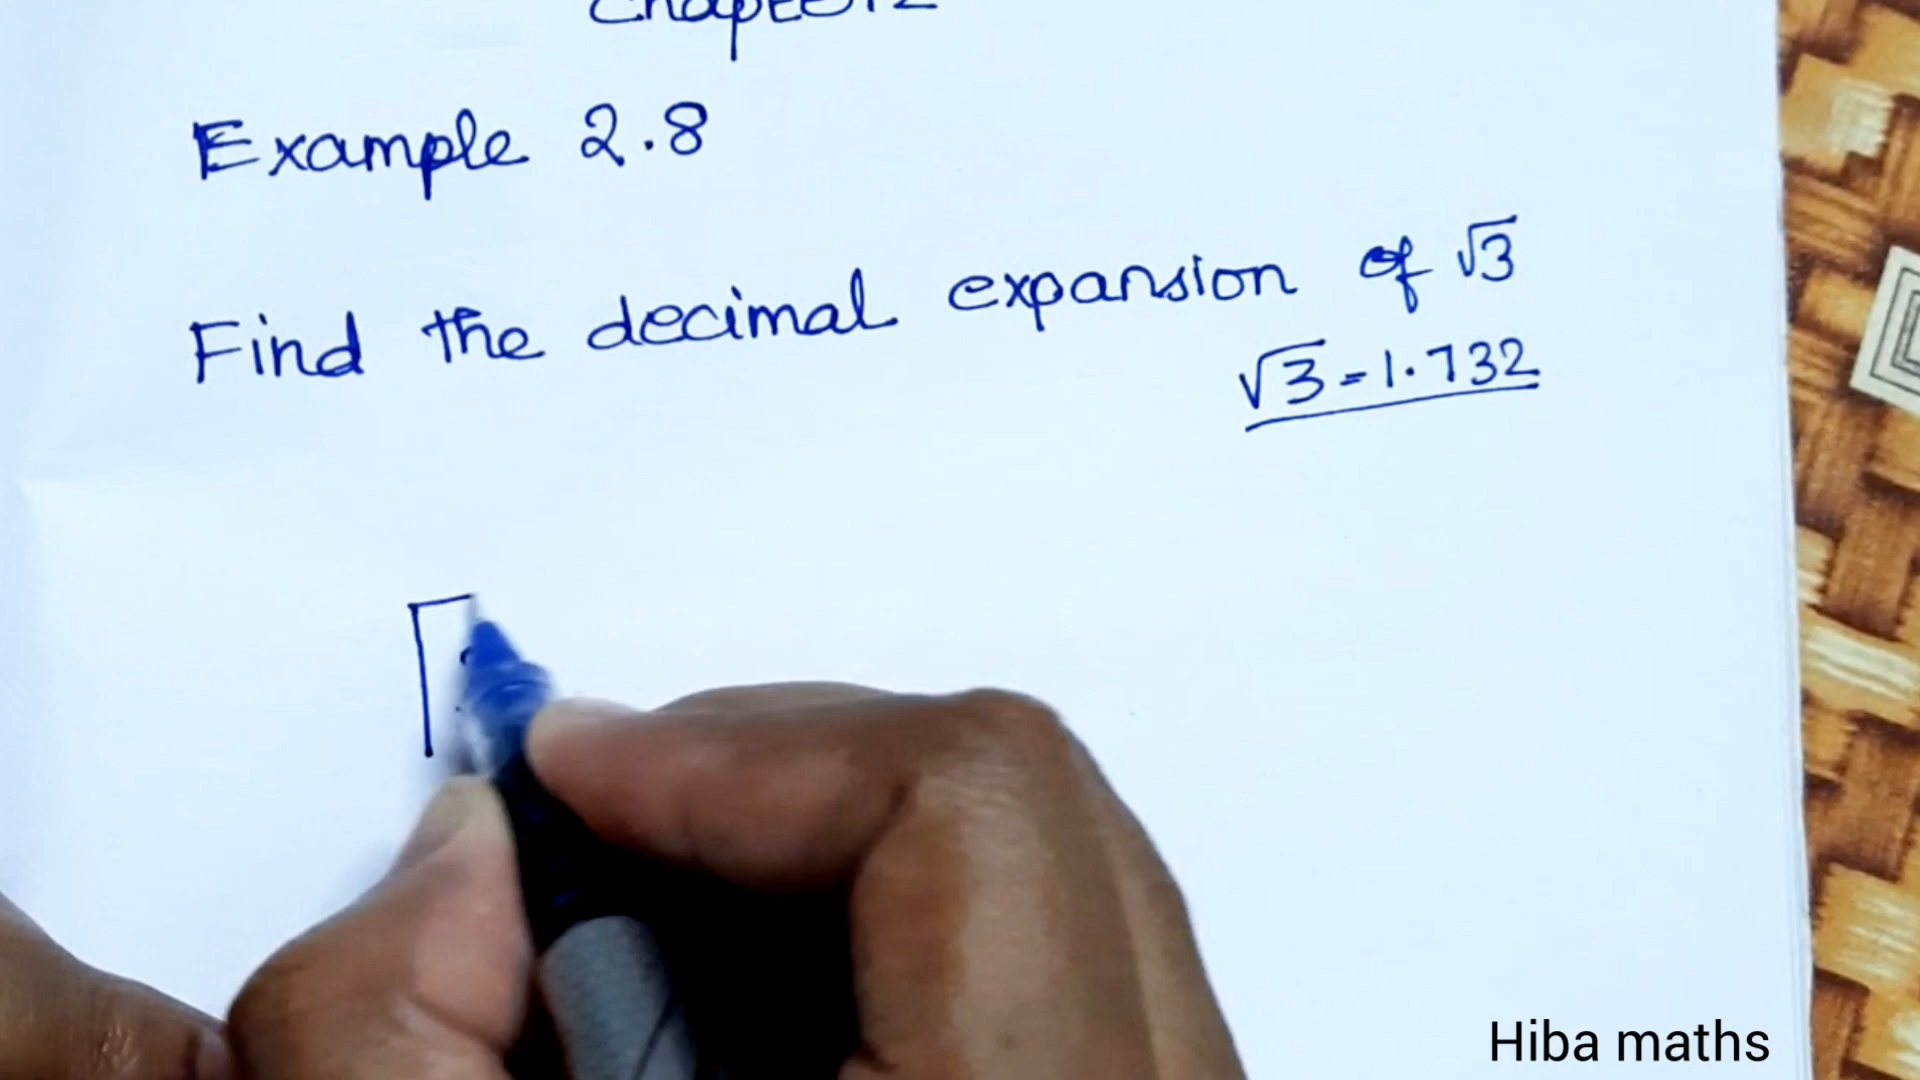 Example 2.8
Find the decimal expansion of √3
√3 = 1.732
Hiba maths